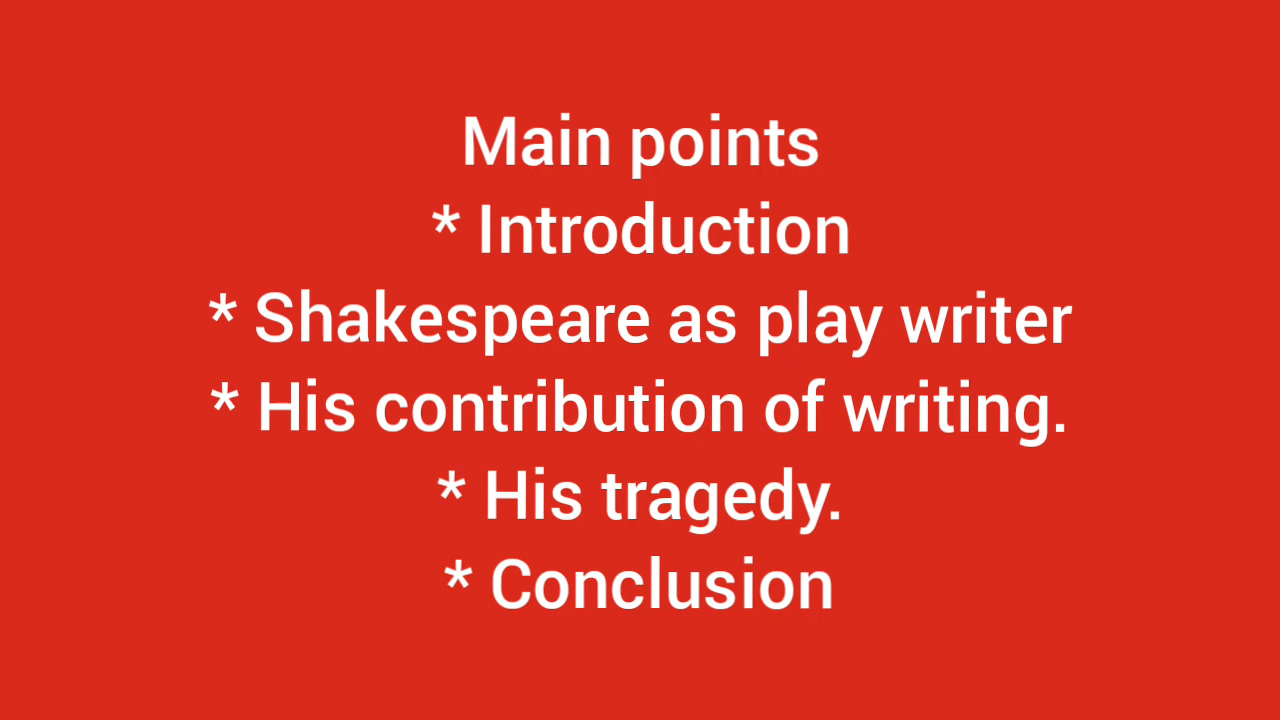 Main points
* Introduction
* Shakespeare as play writer
* His contribution of writing.
* His tragedy.
* Conclusion